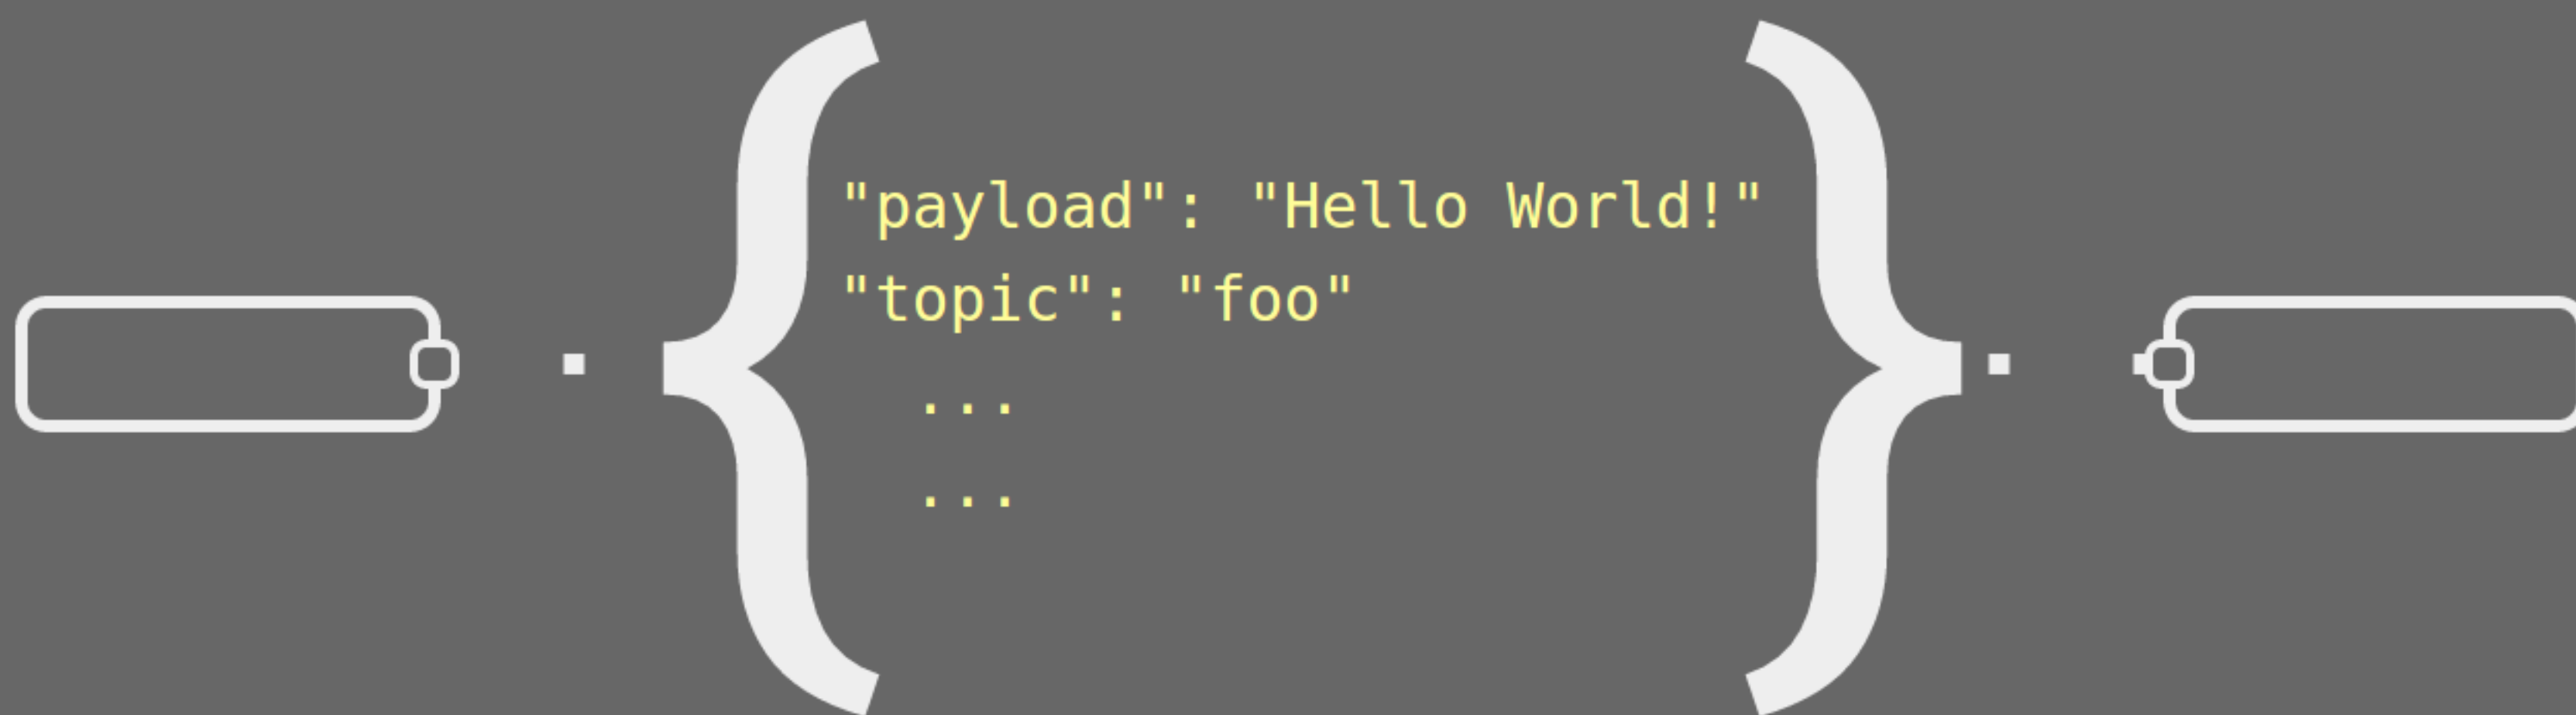 {
"payload": "Hello World!"
"topic": "foo"
...
...
}